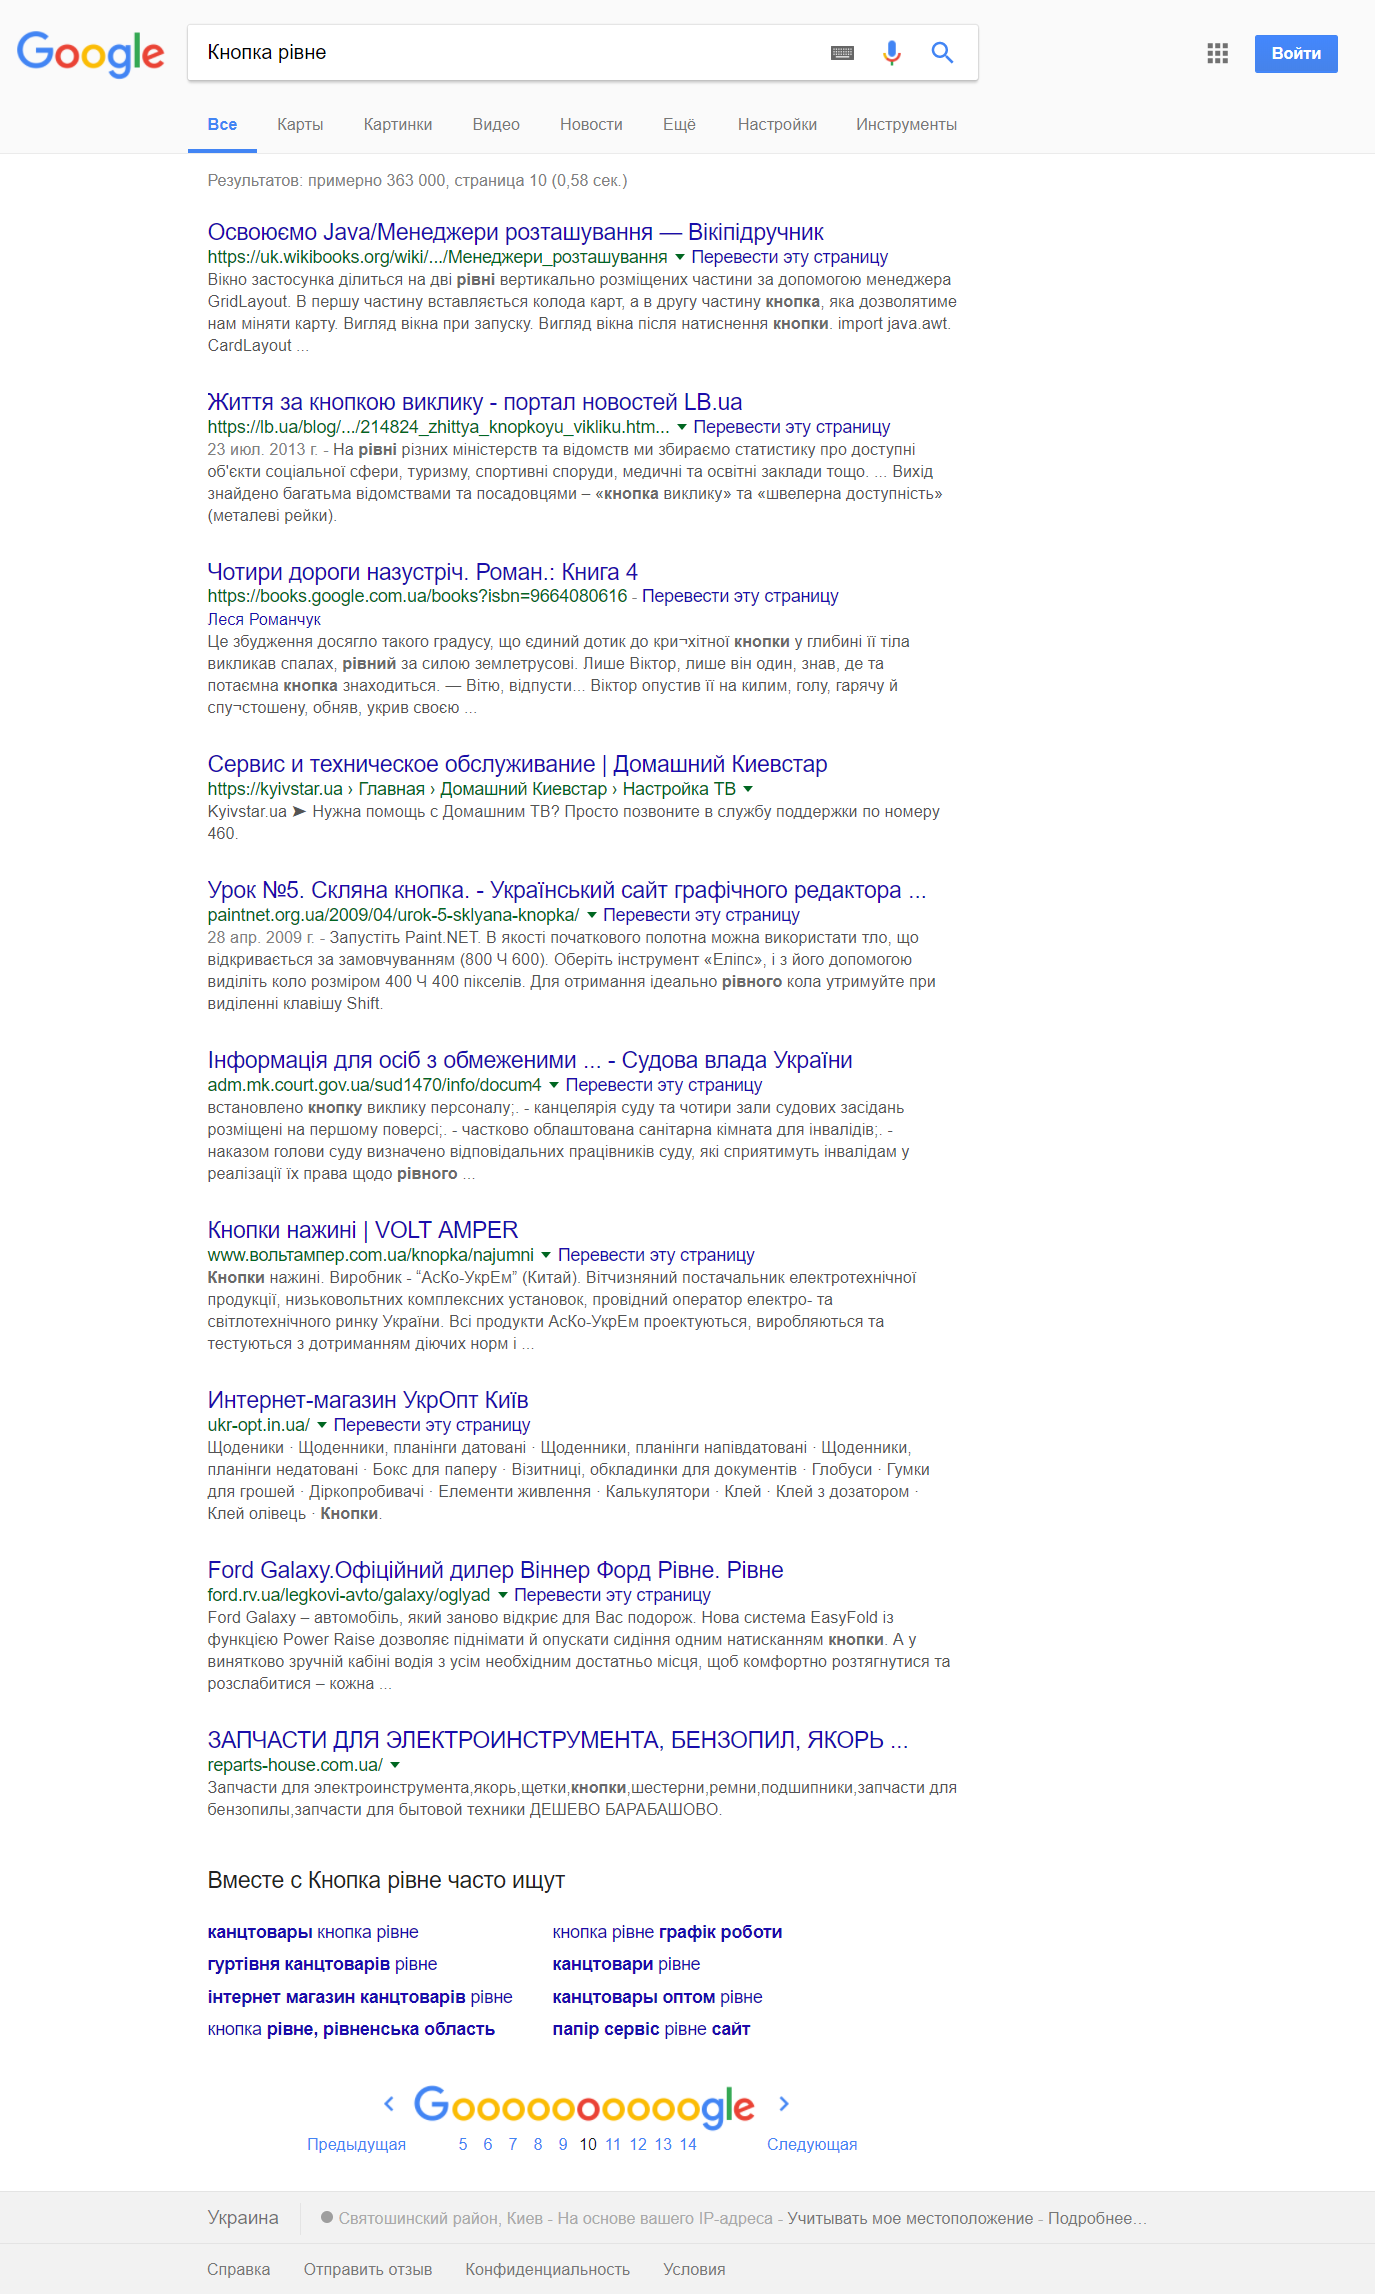 Google
Кнопка рівне
Войти
Все Карты Картинки Видео Новости Ещё Настройки Инструменты
Результатов: примерно 363 000, страница 10 (0,58 сек.)
Освоюємо Java/Менеджери розташування — Вікіпідручник
https://uk.wikibooks.org/wiki/.../Менеджери_розташування Перевести эту страницу
Вікно застосунка ділиться на дві рівні вертикально розміщених частини за допомогою менеджера
GridLayout. В першу частину вставляється колода карт, а в другу частину кнопка, яка дозволятиме
нам міняти карту. Вигляд вікна при запуску. Вигляд вікна після натиснення кнопки. import java.awt.
CardLayout ...
Життя за кнопкою виклику - портал новостей LB.ua
https://lb.ua/blog/.../214824_zhittya_knopkoyu_vikliku.htm... Перевести эту страницу
23 июл. 2013 г. - На рівні різних міністерств та відомств ми збираємо статистику про доступні
об'єкти соціальної сфери, туризму, спортивні споруди, медичні та освітні заклади тощо. ... Вихід
знайдено багатьма відомствами та посадовцями – «кнопка виклику» та «швелерна доступність»
(металеві рейки).
Чотири дороги назустріч. Роман.: Книга 4
https://books.google.com.ua/books?isbn=9664080616 - Перевести эту страницу
Леся Романчук
Це збудження досягло такого градусу, що єдиний дотик до кри¬хітної кнопки у глибині її тіла
викликав спалах, рівний за силою землетрусові. Лише Віктор, лише він один, знав, де та
потаємна кнопка знаходиться. — Вітю, відпусти... Віктор опустив її на килим, голу, гарячу й
спу¬стошену, обняв, укрив своєю ...
Сервис и техническое обслуживание | Домашний Киевстар
https://kyivstar.ua › Главная › Домашний Киевстар › Настройка ТВ
Kyivstar.ua ➤ Нужна помощь с Домашним ТВ? Просто позвоните в службу поддержки по номеру
460.
Урок №5. Скляна кнопка. - Український сайт графічного редактора ...
paintnet.org.ua/2009/04/urok-5-sklyana-knopka/ Перевести эту страницу
28 апр. 2009 г. - Запустіть Paint.NET. В якості початкового полотна можна використати тло, що
відкривається за замовчуванням (800 Ч 600). Оберіть інструмент «Еліпс», і з його допомогою
виділіть коло розміром 400 Ч 400 пікселів. Для отримання ідеально рівного кола утримуйте при
виділенні клавішу Shift.
Інформація для осіб з обмеженими ... - Судова влада України
adm.mk.court.gov.ua/sud1470/info/docum4 Перевести эту страницу
встановлено кнопку виклику персоналу;. - канцелярія суду та чотири зали судових засідань
розміщені на першому поверсі;. - частково облаштована санітарна кімната для інвалідів;. -
наказом голови суду визначено відповідальних працівників суду, які сприятимуть інвалідам у
реалізації їх права щодо рівного ...
Кнопки нажині | VOLT AMPER
www.вольтампер.com.ua/knopka/najumni Перевести эту страницу
Кнопки нажині. Виробник - “АсКо-УкрЕм” (Китай). Вітчизняний постачальник електротехнічної
продукції, низьковольтних комплексних установок, провідний оператор електро- та
світлотехнічного ринку України. Всі продукти АсКо-УкрЕм проектуються, виробляються та
тестуються з дотриманням діючих норм і ...
Интернет-магазин УкрОпт Київ
ukr-opt.in.ua/ Перевести эту страницу
Щоденики · Щоденники, планінги датовані · Щоденники, планінги напівдатовані · Щоденники,
планінги недатовані · Бокс для паперу · Візитниці, обкладинки для документів · Глобуси · Гумки
для грошей · Діркопробивачі · Елементи живлення · Калькулятори · Клей · Клей з дозатором ·
Клей олівець · Кнопки.
Ford Galaxy.Офіційний дилер Віннер Форд Рівне. Рівне
ford.rv.ua/legkovi-avto/galaxy/oglyad Перевести эту страницу
Ford Galaxy – автомобіль, який заново відкриє для Вас подорож. Нова система EasyFold із
функцією Power Raise дозволяє піднімати й опускати сидіння одним натисканням кнопки. А у
винятково зручній кабіні водія з усім необхідним достатньо місця, щоб комфортно розтягнутися та
розслабитися – кожна ...
ЗАПЧАСТИ ДЛЯ ЭЛЕКТРОИНСТРУМЕНТА, БЕНЗОПИЛ, ЯКОРЬ ...
reparts-house.com.ua/
Запчасти для электроинструмента,якорь,щетки,кнопки,шестерни,ремни,подшипники,запчасти для
бензопилы,запчасти для бытовой техники ДЕШЕВО БАРАБАШОВО.
Вместе с Кнопка рівне часто ищут
канцтовары кнопка рівне кнопка рівне графік роботи
гуртівня канцтоварів рівне канцтовари рівне
інтернет магазин канцтоварів рівне канцтовары оптом рівне
кнопка рівне, рівненська область папір сервіс рівне сайт
Goooooooooogle
Предыдущая 5 6 7 8 9 10 11 12 13 14 Следующая
Украина Святошинский район, Киев - На основе вашего IP-адреса - Учитывать мое местоположение - Подробнее...
Справка Отправить отзыв Конфиденциальность Условия